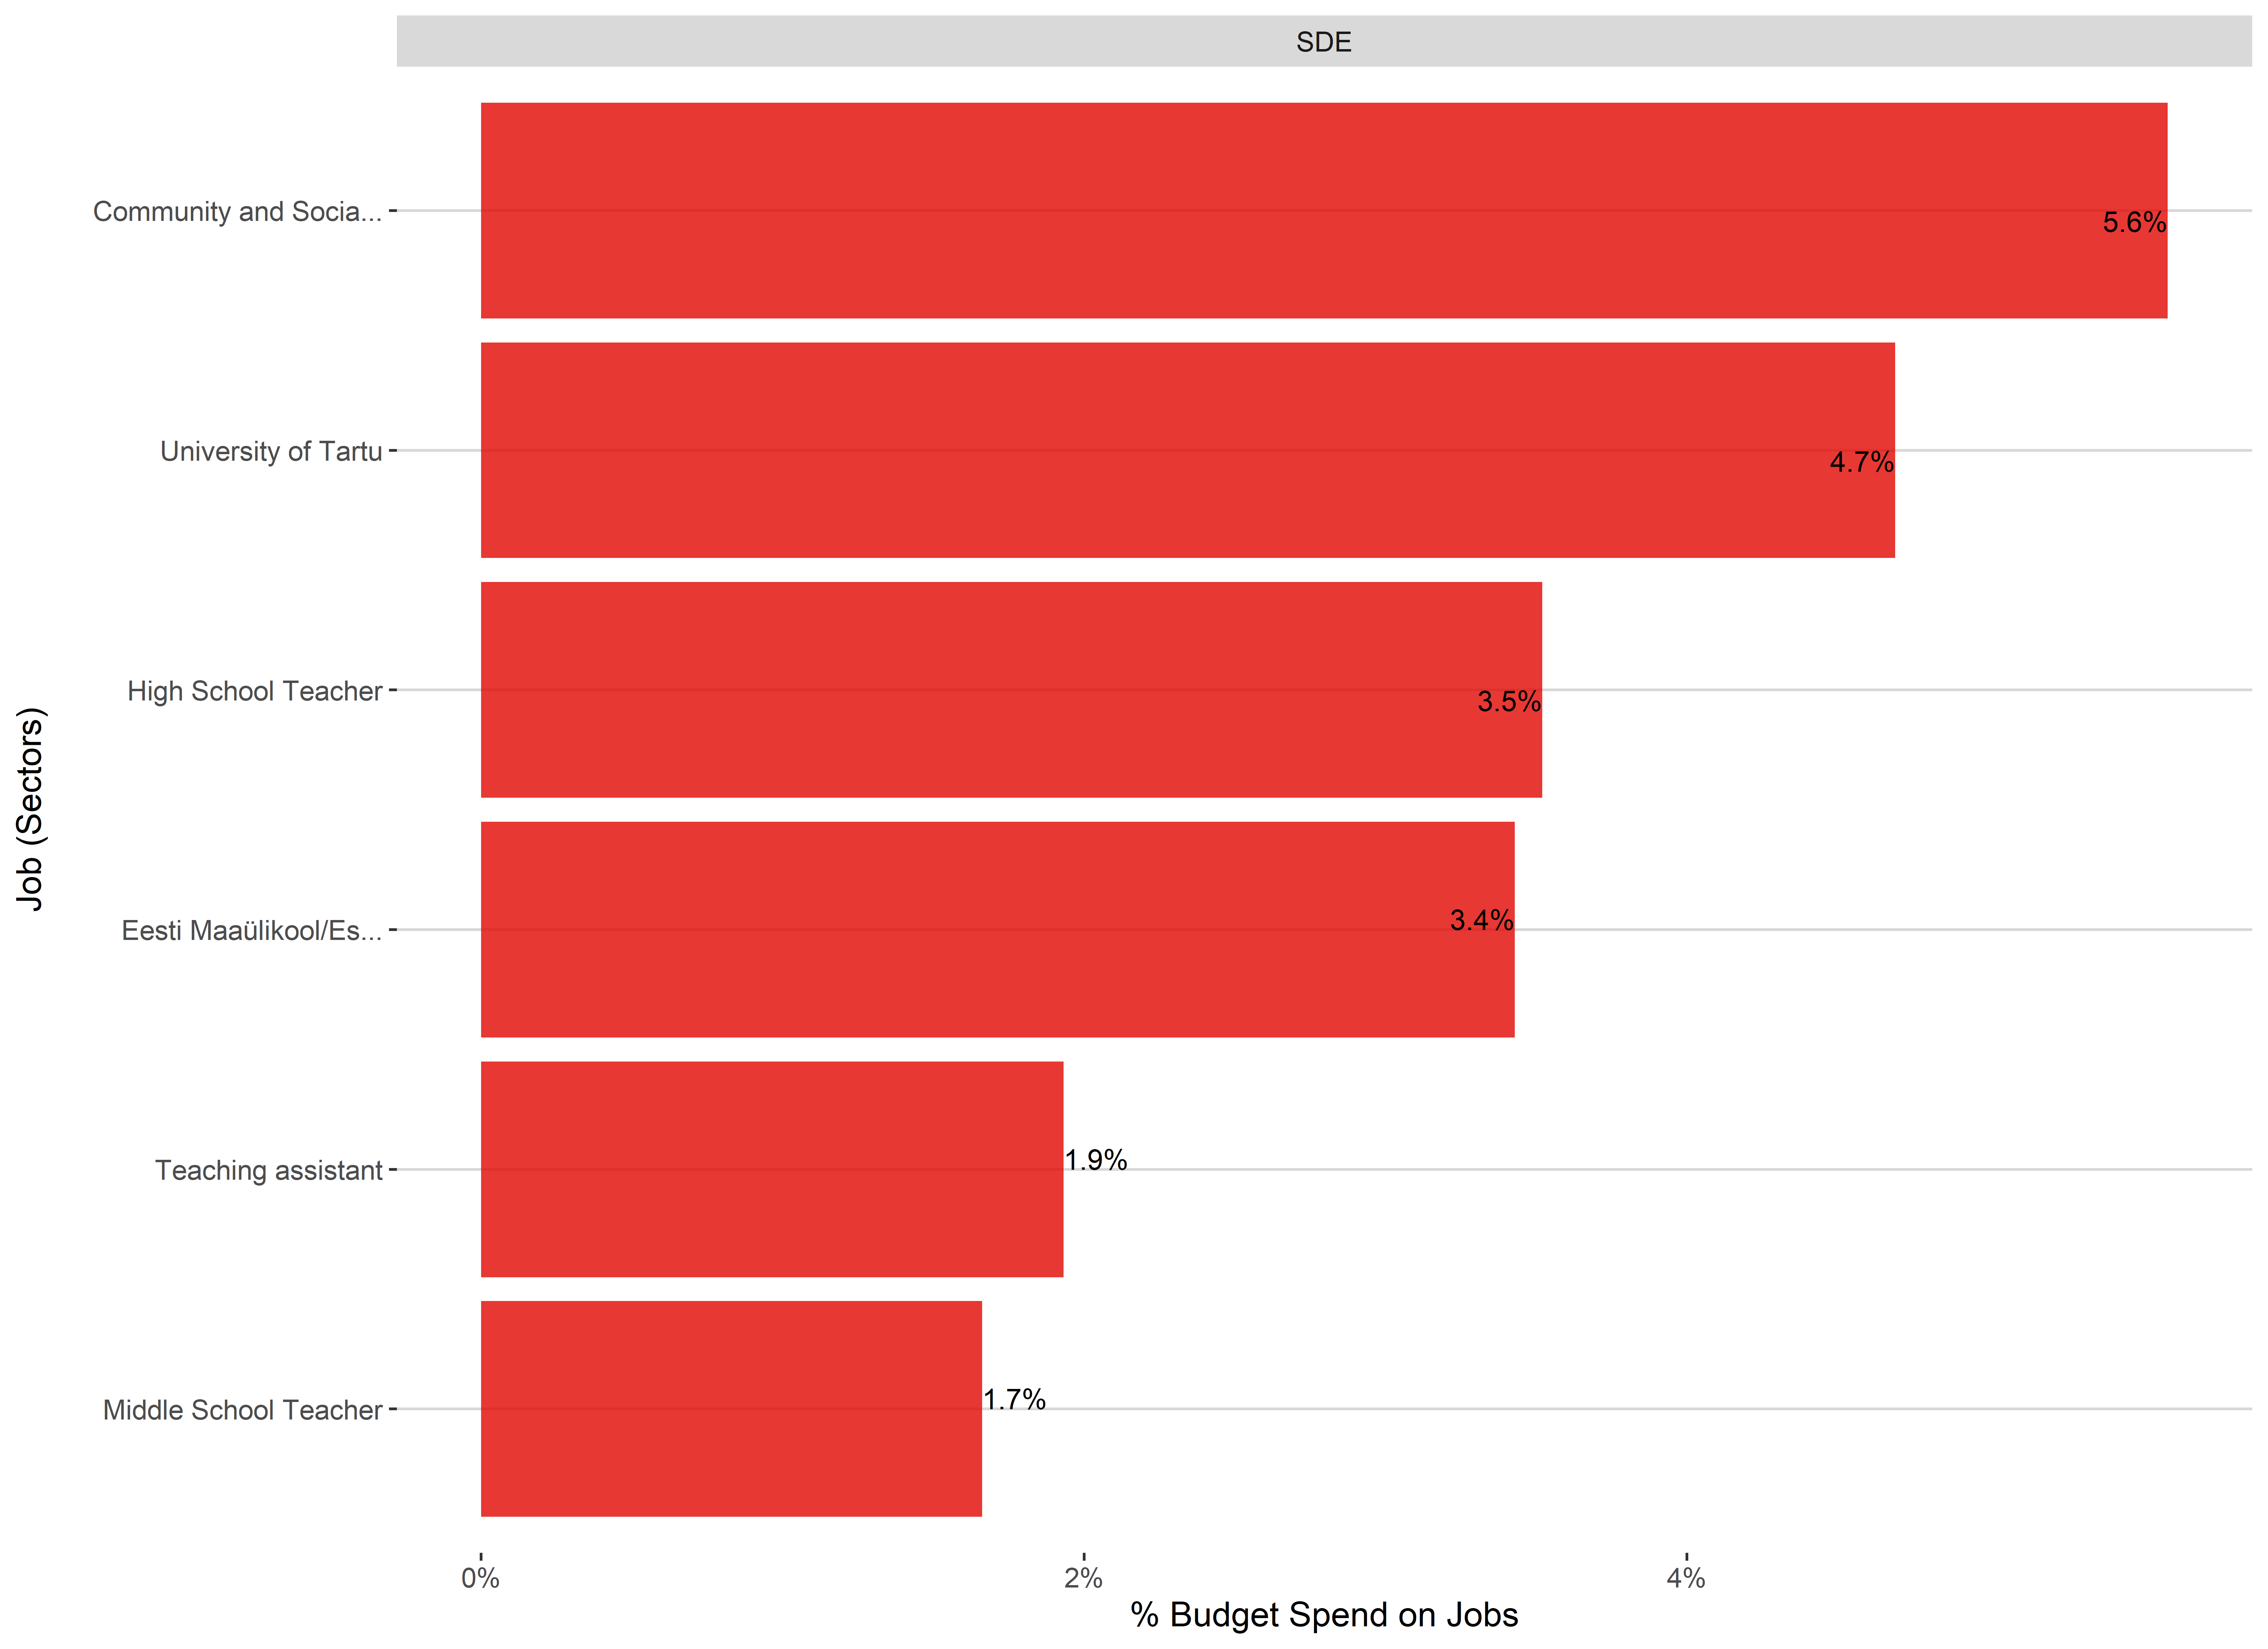 SDE
Community and Socia...
5.6%
University of Tartu
4.7%
High School Teacher
3.5%
Eesti Maaülikool/Es...
3.4%
Teaching assistant
1.9%
Middle School Teacher
1.7%
Job (Sectors)
0% 2% 4%
% Budget Spend on Jobs